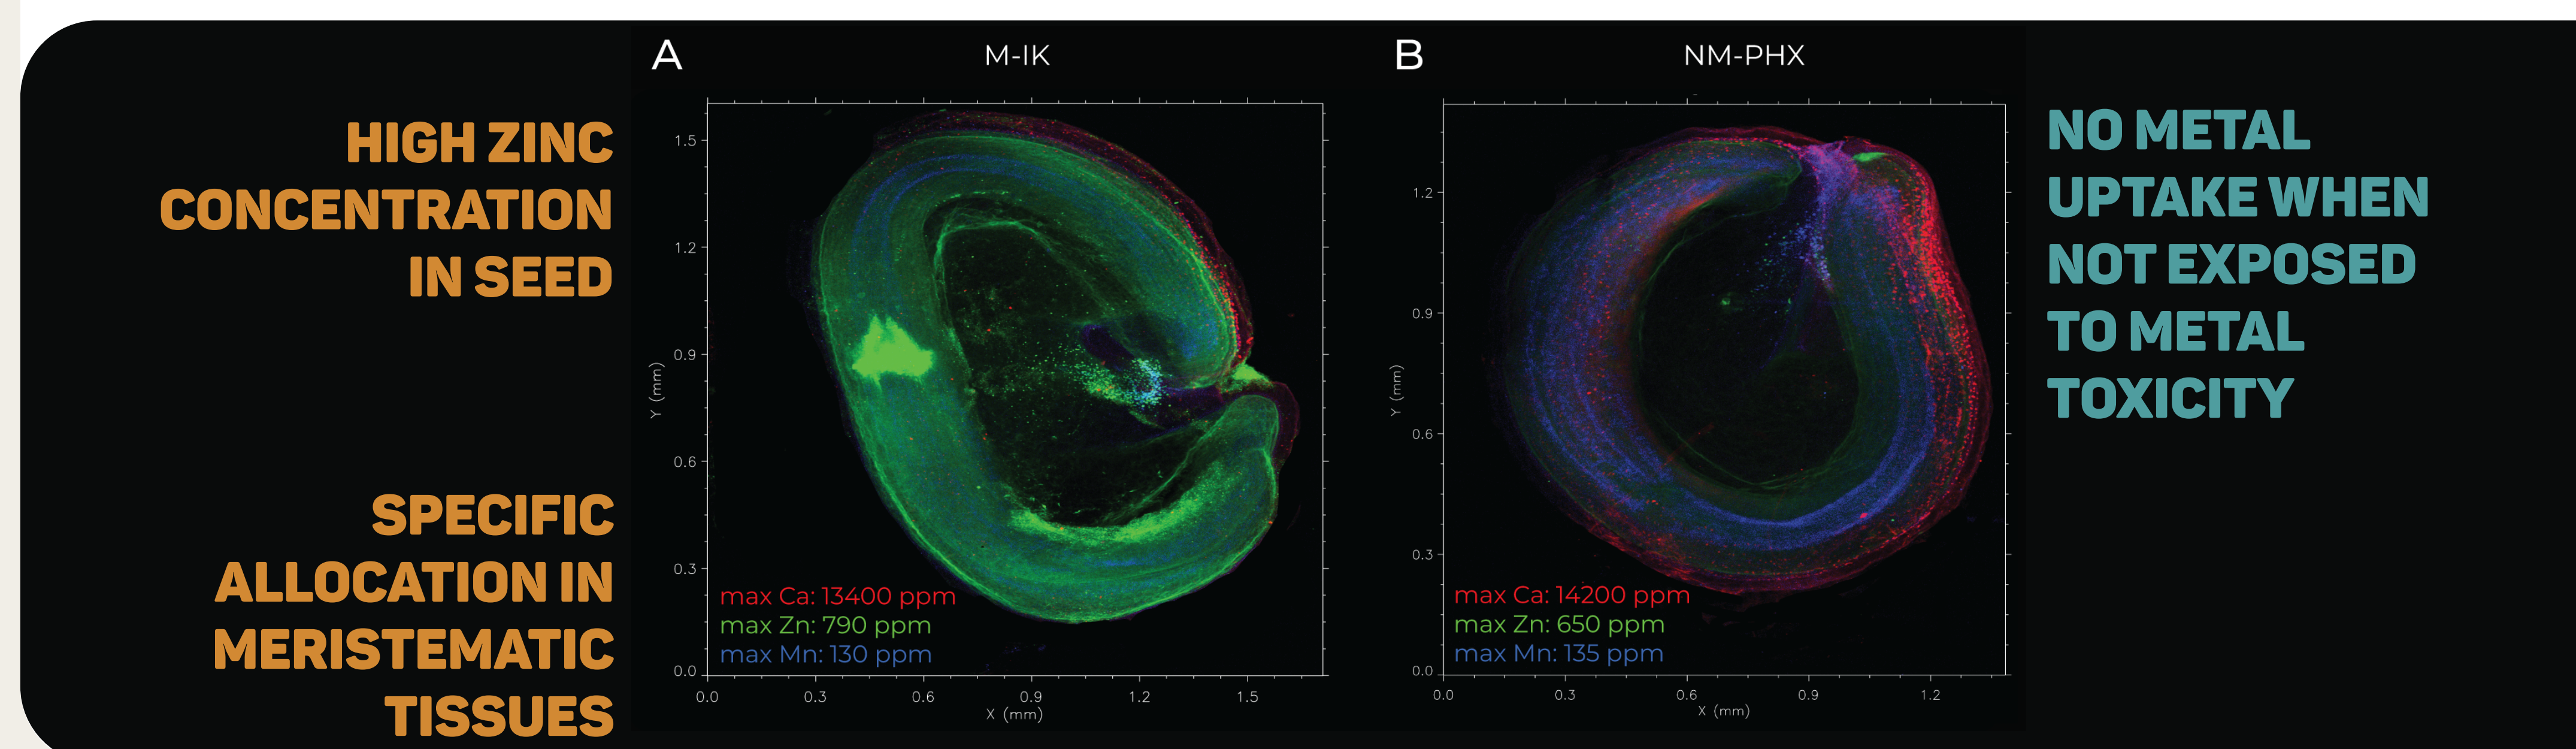 HIGH ZINC
CONCENTRATION
IN SEED
SPECIFIC
ALLOCATION IN
MERISTEMATIC
TISSUES
A
M-IK
1.5
1.2
0.9
0.6
0.3
0.0
Y (mm)
max Ca: 13400 ppm
max Zn: 790 ppm
max Mn: 130 ppm
0.0 0.3 0.6 0.9 1.2 1.5
X (mm)
B
NM-PHX
1.2
0.9
0.6
0.3
0.0
Y (mm)
max Ca: 14200 ppm
max Zn: 650 ppm
max Mn: 135 ppm
0.0 0.3 0.6 0.9 1.2
X (mm)
NO METAL
UPTAKE WHEN
NOT EXPOSED
TO METAL
TOXICITY